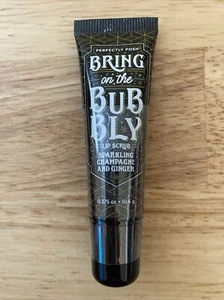 PERFECTLY POSH
BRING
on the
BUB
BLY
LIP SCRUB
SPARKLING
CHAMPAGNE
AND GINGER
0.375 oz • 10.6 g